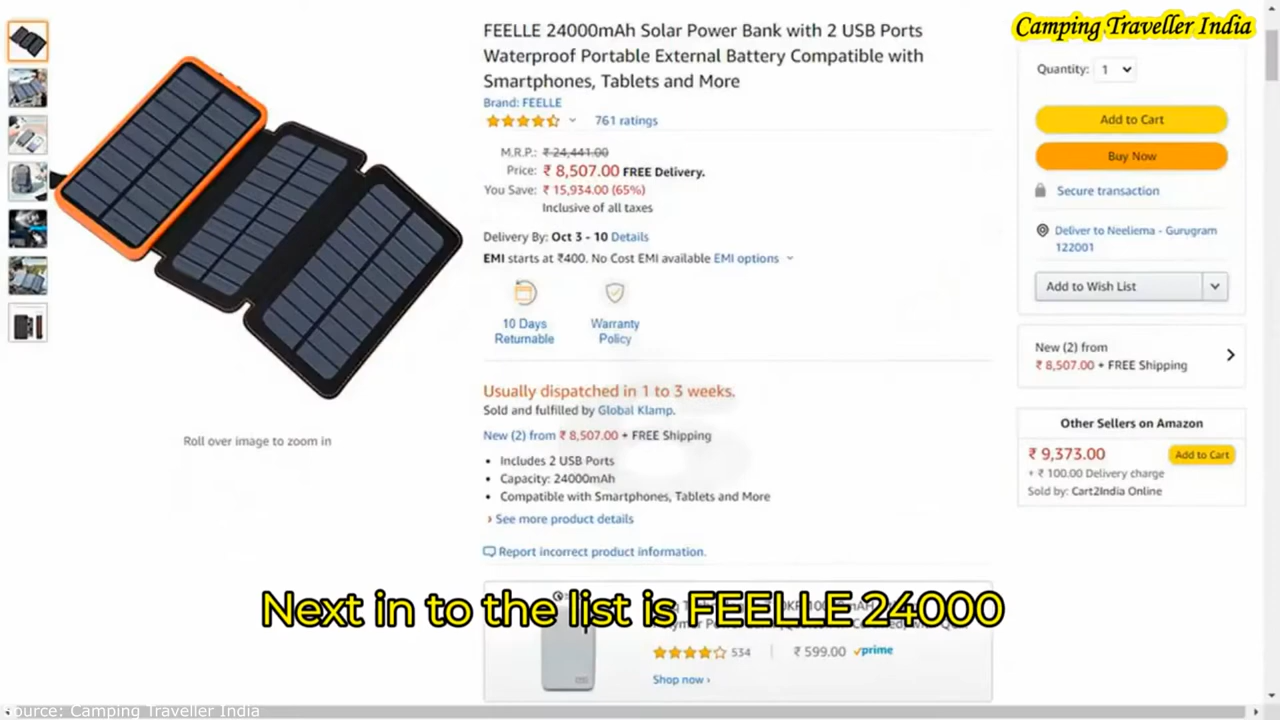 Camping Traveller India
FEELLE 24000mAh Solar Power Bank with 2 USB Ports
Waterproof Portable External Battery Compatible with
Smartphones, Tablets and More
Brand: FEELLE
761 ratings
M.R.P.: ₹ 24,441.00
Price: ₹ 8,507.00 FREE Delivery.
You Save: ₹ 15,934.00 (65%)
Inclusive of all taxes
Delivery By: Oct 3 - 10 Details
EMI starts at ₹400. No Cost EMI available EMI options
10 Days
Returnable
Warranty
Policy
Usually dispatched in 1 to 3 weeks.
Sold and fulfilled by Global Klamp.
New (2) from ₹ 8,507.00 + FREE Shipping
• Includes 2 USB Ports
• Capacity: 24000mAh
• Compatible with Smartphones, Tablets and More
› See more product details
Report incorrect product information.
Roll over image to zoom in
Quantity: 1
Add to Cart
Buy Now
Secure transaction
Deliver to Neeliema - Gurugram
122001
Add to Wish List
New (2) from
₹ 8,507.00 + FREE Shipping
Other Sellers on Amazon
₹ 9,373.00
Add to Cart
+ ₹ 100.00 Delivery charge
Sold by: Cart2India Online
Next in to the list is FEELLE 24000
534
₹ 599.00 prime
Shop now ›
Source: Camping Traveller India